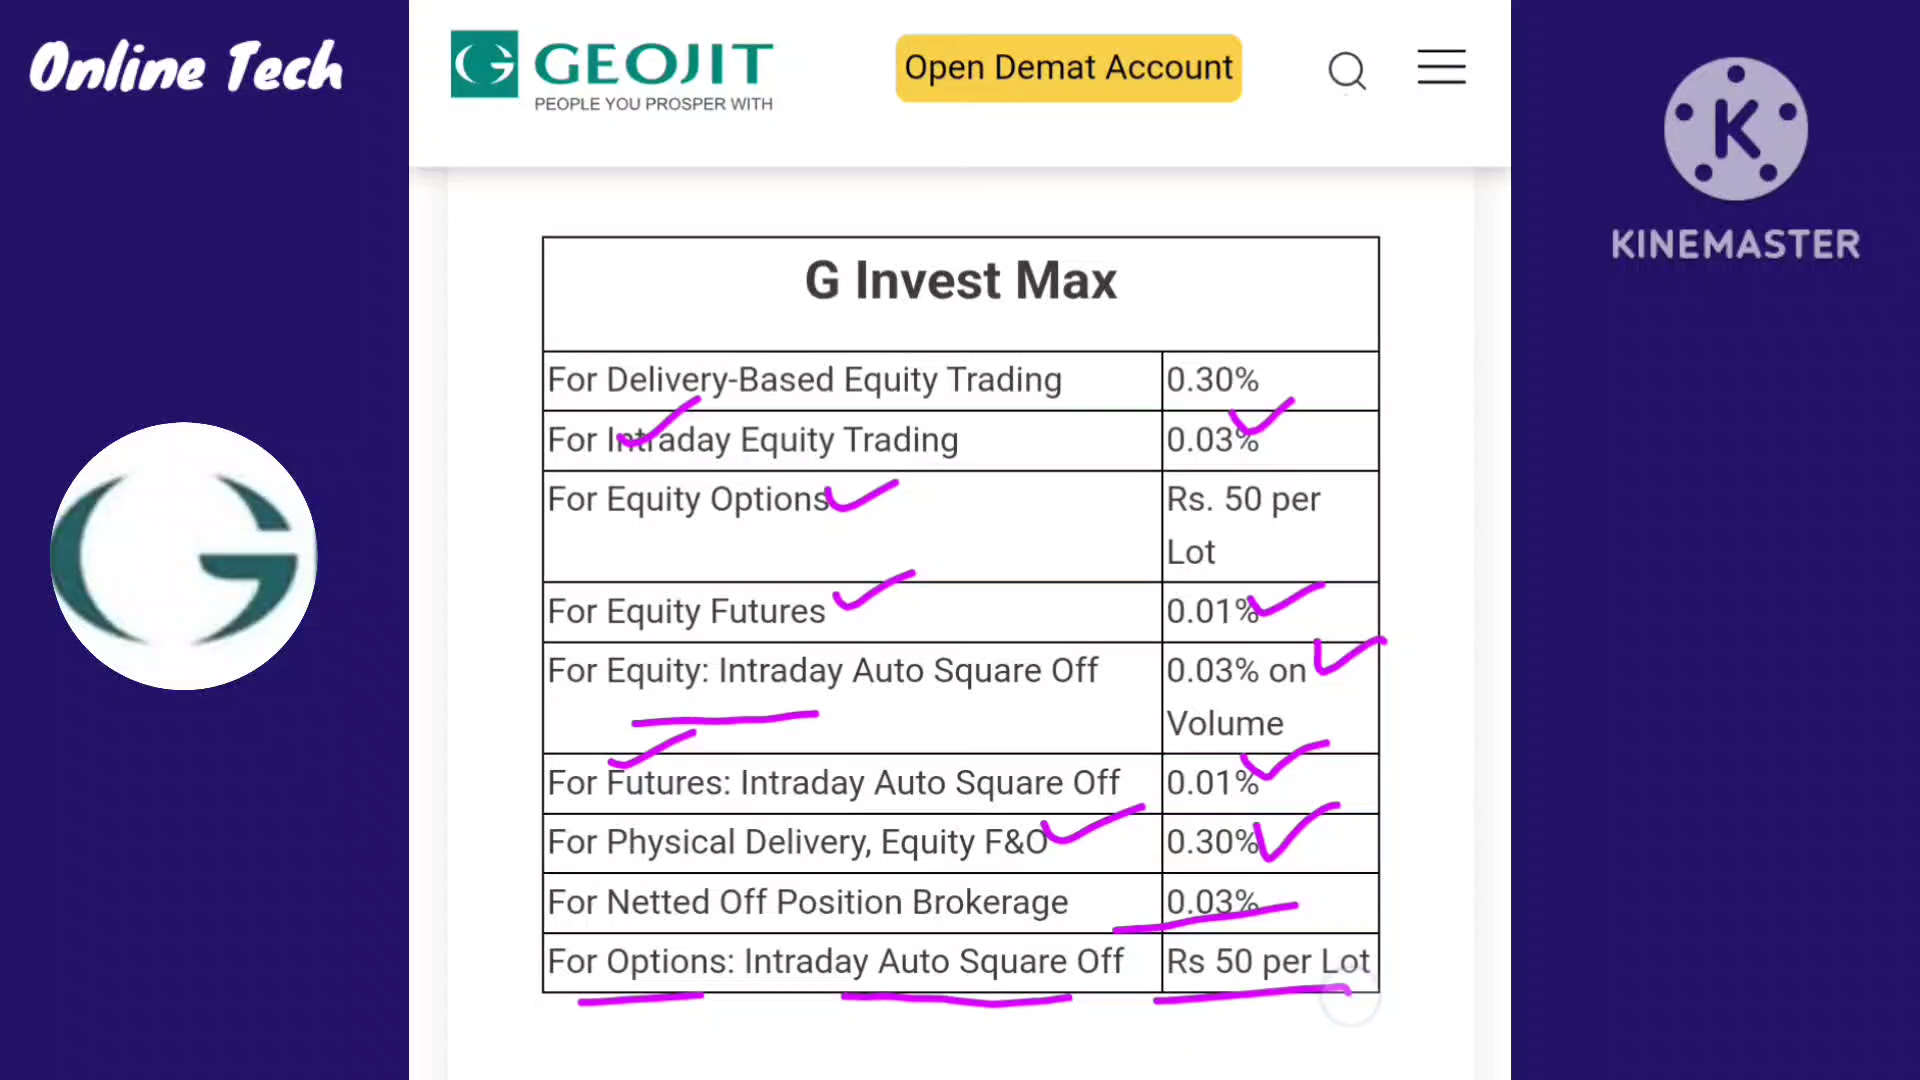 Online Tech
GEOJIT
PEOPLE YOU PROSPER WITH
Open Demat Account
K
KINEMASTER
G Invest Max
For Delivery-Based Equity Trading 0.30%
For Intraday Equity Trading 0.03%
For Equity Options Rs. 50 per
Lot
For Equity Futures 0.01%
For Equity: Intraday Auto Square Off 0.03% on
Volume
For Futures: Intraday Auto Square Off 0.01%
For Physical Delivery, Equity F&O 0.30%
For Netted Off Position Brokerage 0.03%
For Options: Intraday Auto Square Off Rs 50 per Lot